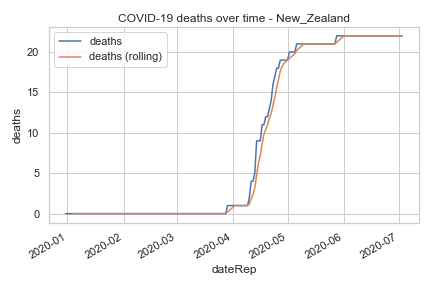 COVID-19 deaths over time - New_Zealand
deaths
deaths (rolling)
deaths
20
15
10
5
0
2020-01
2020-02
2020-03
2020-04
2020-05
2020-06
2020-07
dateRep